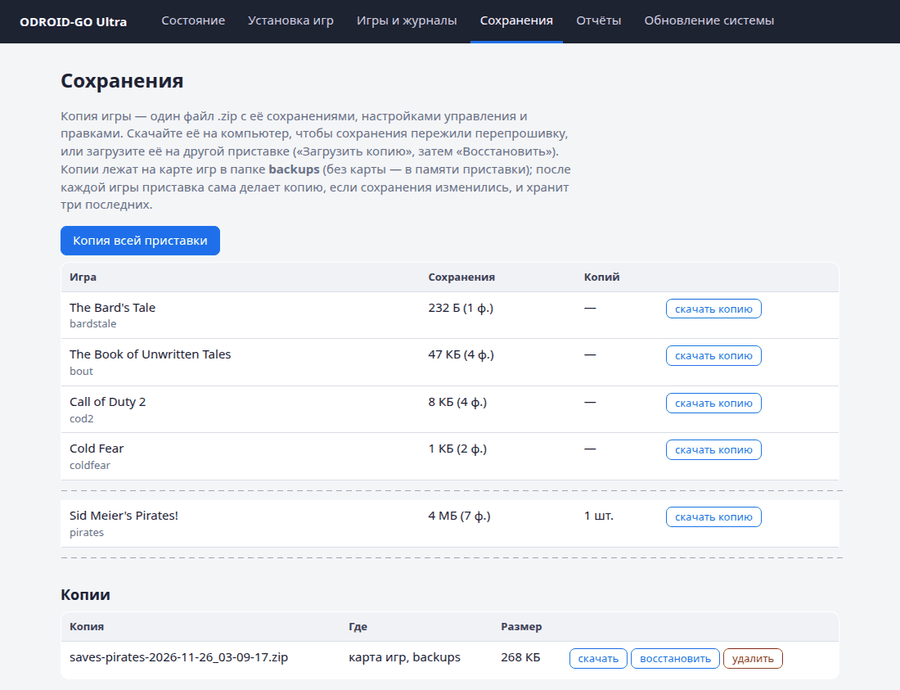 ODROID-GO Ultra Состояние Установка игр Игры и журналы Сохранения Отчёты Обновление системы
Сохранения
Копия игры — один файл .zip с её сохранениями, настройками управления и
правками. Скачайте её на компьютер, чтобы сохранения пережили перепрошивку,
или загрузите её на другой приставке («Загрузить копию», затем «Восстановить»).
Копии лежат на карте игр в папке backups (без карты — в памяти приставки); после
каждой игры приставка сама делает копию, если сохранения изменились, и хранит
три последних.
Копия всей приставки
Игра Сохранения Копий
The Bard's Tale 232 Б (1 ф.) — скачать копию
bardstale
The Book of Unwritten Tales 47 КБ (4 ф.) — скачать копию
bout
Call of Duty 2 8 КБ (4 ф.) — скачать копию
cod2
Cold Fear 1 КБ (2 ф.) — скачать копию
coldfear
Sid Meier's Pirates! 4 МБ (7 ф.) 1 шт. скачать копию
pirates
Копии
Копия Где Размер
saves-pirates-2026-11-26_03-09-17.zip карта игр, backups 268 КБ скачать восстановить удалить